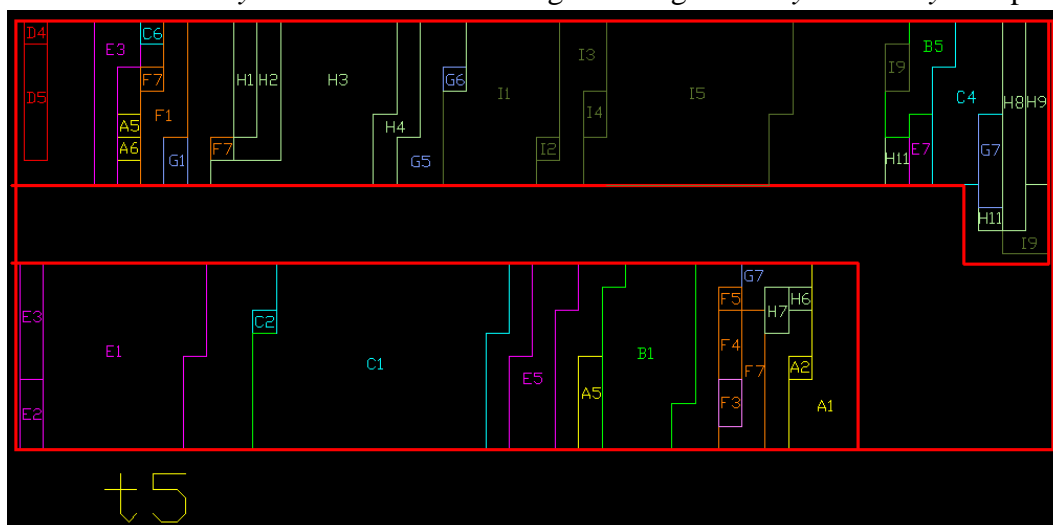 D4 E3 C6 B5
I3
F7 H1 H2 H3 G6 I9
I1 I5 C4 H8 H9
D5
F1 I4
A5 H4
A6 G1 F7 G5 I2 H11 E7 G7
H11
I9
G7
E3 F5 H7 H6
C2
E1 C1 B1 F4
E5 F7 A2
A5
E2 F3 A1
t5